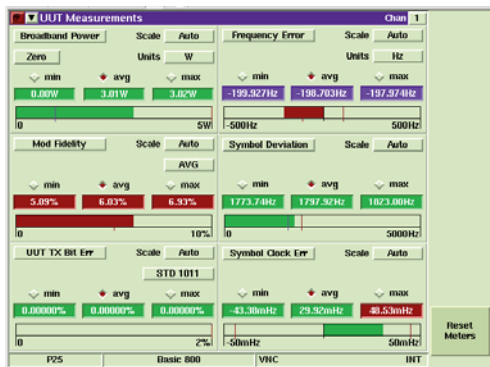 UUT Measurements Chan 1
Broadband Power Scale Auto
Zero Units W
min avg max
0.00W 3.01W 3.02W
0 5W
Frequency Error Scale Auto
Units Hz
min avg max
-199.927Hz -198.703Hz -197.974Hz
-500Hz 500Hz
Mod Fidelity Scale Auto
AVG
min avg max
5.09% 6.03% 6.93%
0 10%
Symbol Deviation Scale Auto
min avg max
1773.74Hz 1797.92Hz 1823.00Hz
0 5000Hz
UUT TX Bit Err Scale Auto
STD 1011
min avg max
0.00000% 0.00000% 0.00000%
0 2%
Symbol Clock Err Scale Auto
min avg max
-43.38mHz 29.92mHz 48.53mHz
-50mHz 50mHz
Reset
Meters
P25 Basic 800 VNC INT